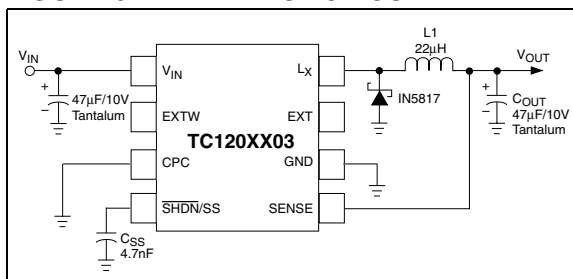 L1
22µH
VIN
VOUT
VIN
LX
+
–
47µF/10V
Tantalum
IN5817
+
–
COUT
47µF/10V
Tantalum
EXTW
EXT
TC120XX03
CPC
GND
SHDN/SS
SENSE
CSS
4.7nF